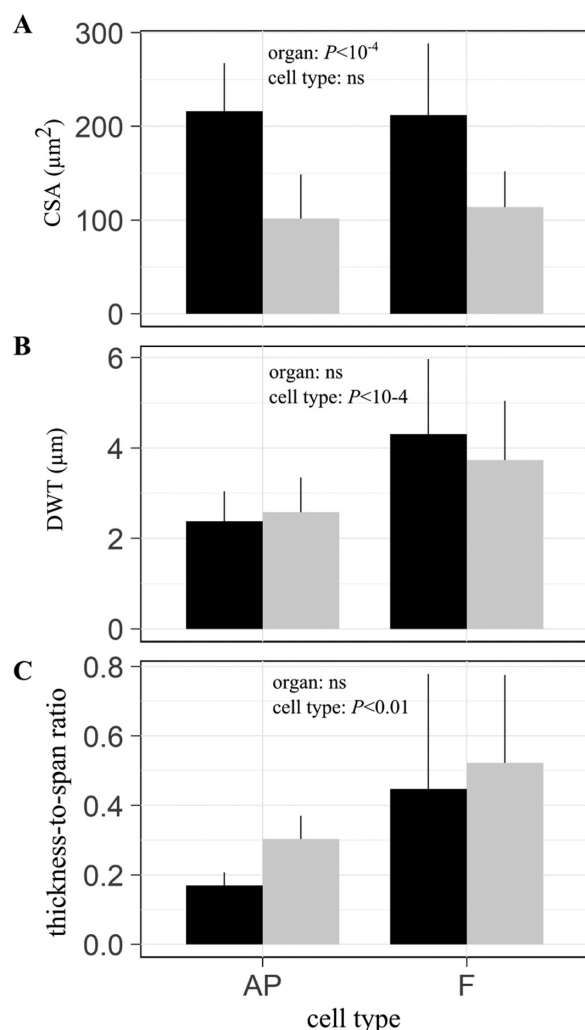 A
CSA (µm²)
300
200
100
0
organ: P<10⁻⁴
cell type: ns
B
DWT (µm)
6
4
2
0
organ: ns
cell type: P<10-4
C
thickness-to-span ratio
0.8
0.6
0.4
0.2
0.0
organ: ns
cell type: P<0.01
AP F
cell type